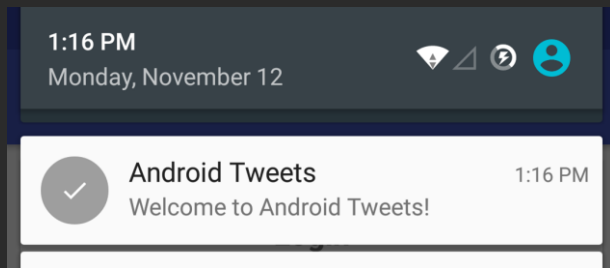 1:16 PM
Monday, November 12
Android Tweets
1:16 PM
Welcome to Android Tweets!